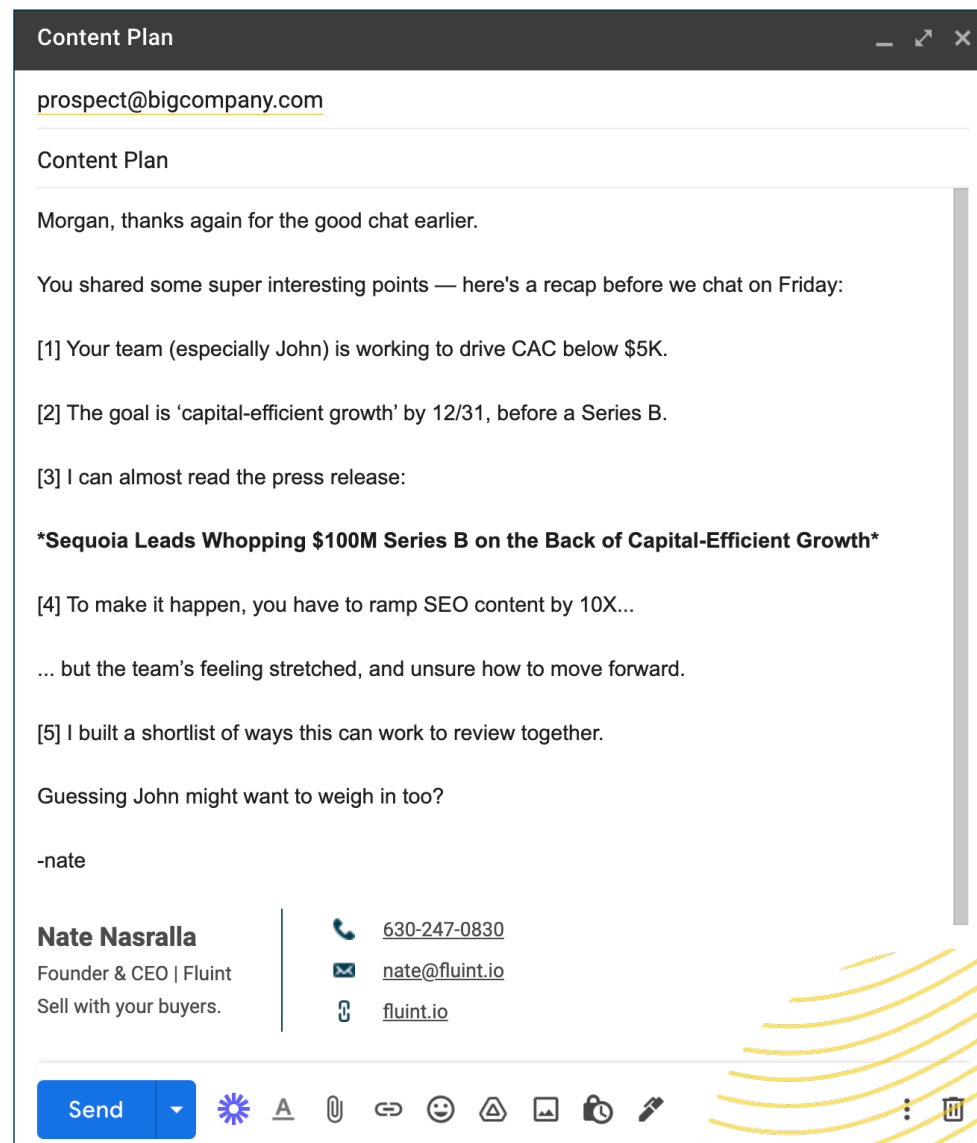 Content Plan
prospect@bigcompany.com
Content Plan
Morgan, thanks again for the good chat earlier.
You shared some super interesting points — here's a recap before we chat on Friday:
[1] Your team (especially John) is working to drive CAC below $5K.
[2] The goal is ‘capital-efficient growth’ by 12/31, before a Series B.
[3] I can almost read the press release:
*Sequoia Leads Whopping $100M Series B on the Back of Capital-Efficient Growth*
[4] To make it happen, you have to ramp SEO content by 10X...
... but the team’s feeling stretched, and unsure how to move forward.
[5] I built a shortlist of ways this can work to review together.
Guessing John might want to weigh in too?
-nate
Nate Nasralla
Founder & CEO | Fluint
Sell with your buyers.
630-247-0830
nate@fluint.io
fluint.io
Send
A